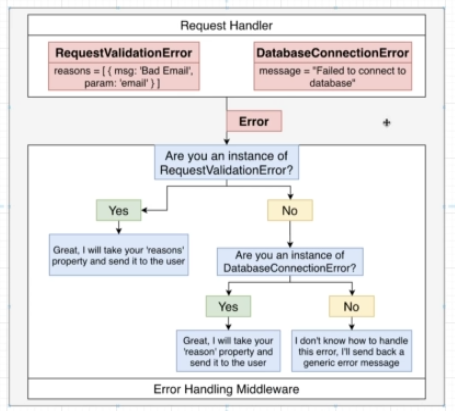 Request Handler
RequestValidationError
reasons = [ { msg: 'Bad Email',
param: 'email' } ]
DatabaseConnectionError
message = "Failed to connect to
database"
Error
Are you an instance of
RequestValidationError?
Yes
No
Great, I will take your 'reasons'
property and send it to the user
Are you an instance of
DatabaseConnectionError?
Yes
No
Great, I will take your
'reason' property and
send it to the user
I don't know how to handle
this error, I'll send back a
generic error message
Error Handling Middleware